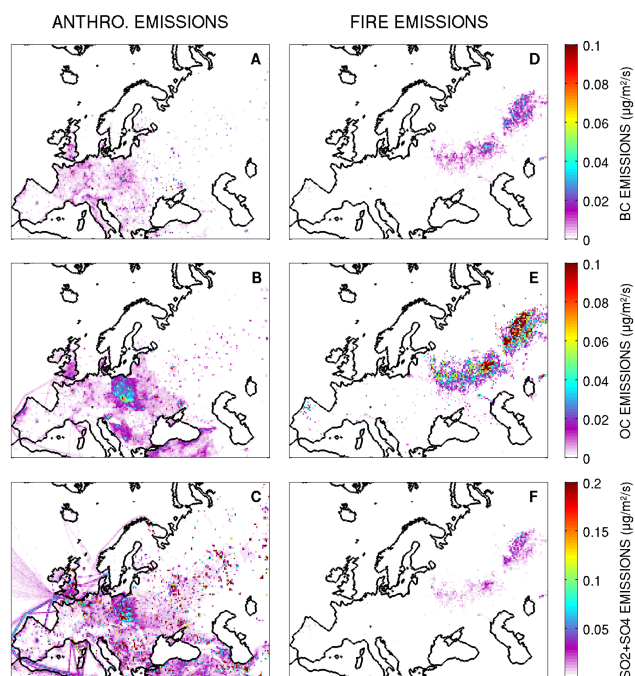 ANTHRO. EMISSIONS
FIRE EMISSIONS
A
D
0.1
0.08
0.06
0.04
0.02
0
BC EMISSIONS (μg/m²/s)
B
E
0.1
0.08
0.06
0.04
0.02
0
OC EMISSIONS (μg/m²/s)
C
F
0.2
0.15
0.1
0.05
SO2+SO4 EMISSIONS (μg/m²/s)